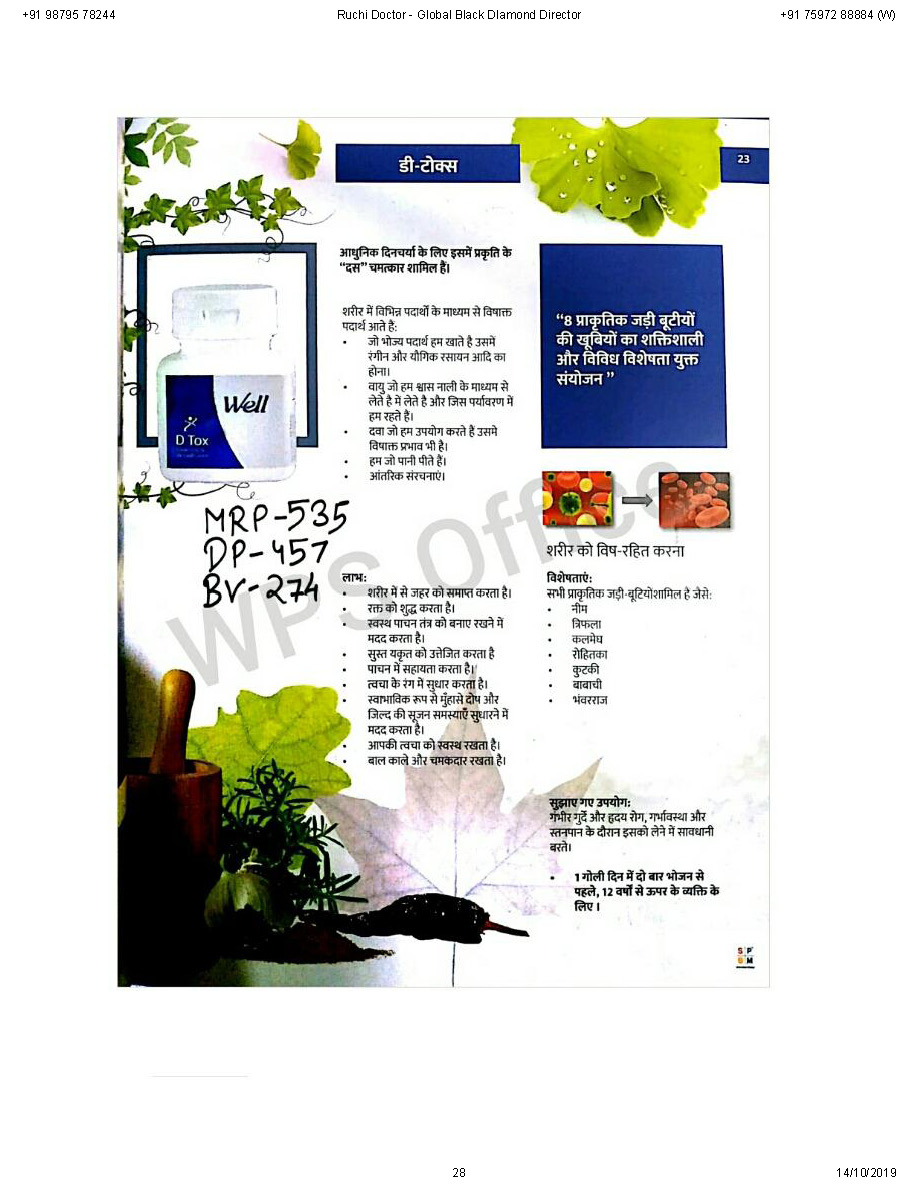 +91 98795 78244
Ruchi Doctor - Global Black DIamond Director
+91 75972 88884 (W)
डी-टोक्स
23
आधुनिक दिनचर्या के लिए इसमें प्रकृति के
“दस” चमत्कार शामिल हैं।
शरीर में विभिन्न पदार्थों के माध्यम से विषाक्त
पदार्थ आते है:
• जो भोज्य पदार्थ हम खाते है उसमें
रंगीन और यौगिक रसायन आदि का
होना।
• वायु जो हम श्वास नाली के माध्यम से
लेते है में लेते है और जिस पर्यावरण में
हम रहते हैं।
• दवा जो हम उपयोग करते हैं उसमे
विषाक्त प्रभाव भी है।
• हम जो पानी पीते हैं।
• आंतरिक संरचनाएं।
“8 प्राकृतिक जड़ी बूटीयों
की खूबियों का शक्तिशाली
और विविध विशेषता युक्त
संयोजन ”
Well
D Tox
MRP-535
DP-457
BV-274
WPS Office
शरीर को विष-रहित करना
लाभ:
• शरीर में से जहर को समाप्त करता है।
• रक्त को शुद्ध करता है।
• स्वस्थ पाचन तंत्र को बनाए रखने में
मदद करता है।
• सुस्त यकृत को उत्तेजित करता है
• पाचन में सहायता करता है।
• त्वचा के रंग में सुधार करता है।
• स्वाभाविक रूप से मुँहासे दोष और
जिल्द की सूजन समस्याएँ सुधारने में
मदद करता है।
• आपकी त्वचा को स्वस्थ रखता है।
• बाल काले और चमकदार रखता है।
विशेषताएं:
सभी प्राकृतिक जड़ी-बूटियोंशामिल है जैसे:
• नीम
• त्रिफला
• कलमेघ
• रोहितका
• कुटकी
• बाबाची
• भंवरराज
सुझाए गए उपयोग:
गंभीर गुर्दे और हृदय रोग, गर्भावस्था और
स्तनपान के दौरान इसको लेने में सावधानी
बरते।
• 1 गोली दिन में दो बार भोजन से
पहले, 12 वर्षो से ऊपर के व्यक्ति के
लिए ।
28
14/10/2019